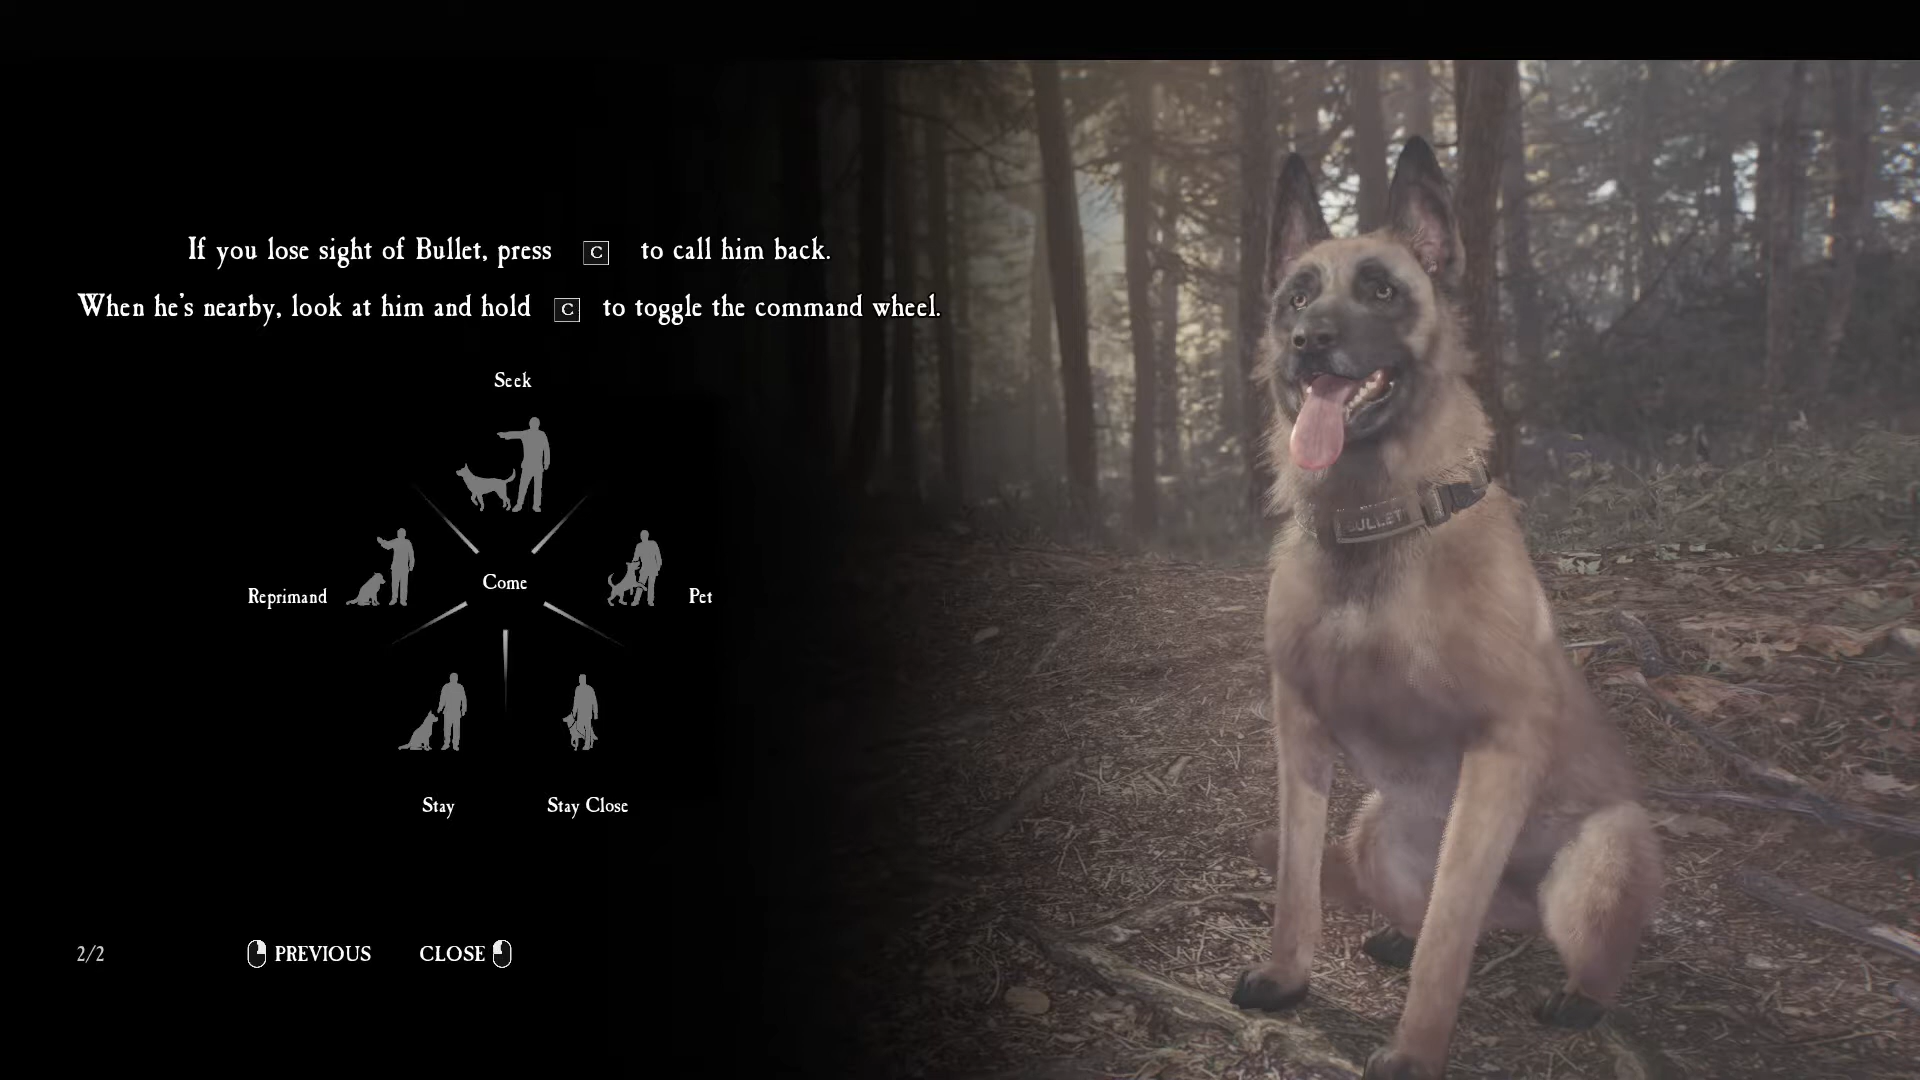 If you lose sight of Bullet, press C to call him back.
When he's nearby, look at him and hold C to toggle the command wheel.
Seek
Reprimand
Come
Pet
Stay
Stay Close
BULLET
2/2
PREVIOUS
CLOSE